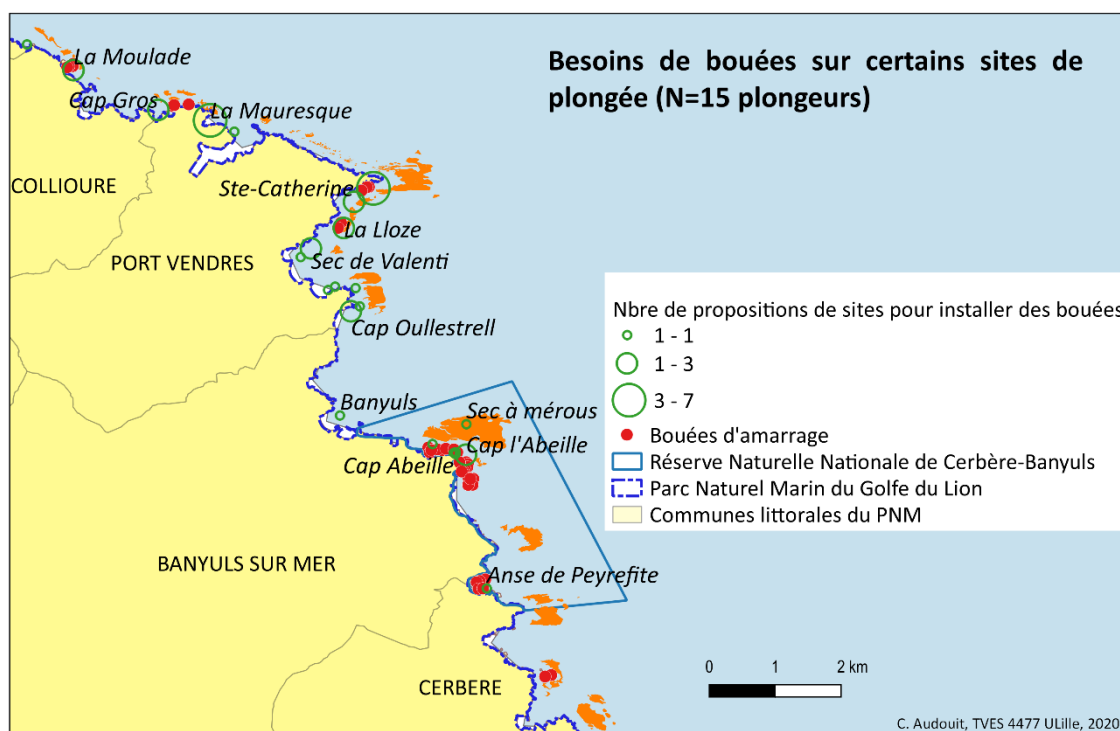 Besoins de bouées sur certains sites de
plongée (N=15 plongeurs)
La Moulade
Cap Gros
La Mauresque
COLLIOURE
Ste-Catherine
La Lloze
PORT VENDRES
Sec de Valenti
Cap Oullestrell
Banyuls
Sec à mérous
Cap l'Abeille
Cap Abeille
BANYULS SUR MER
Anse de Peyrefite
CERBERE
Nbre de propositions de sites pour installer des bouées
1 - 1
1 - 3
3 - 7
Bouées d'amarrage
Réserve Naturelle Nationale de Cerbère-Banyuls
Parc Naturel Marin du Golfe du Lion
Communes littorales du PNM
0 1 2 km
C. Audouit, TVES 4477 ULille, 2020